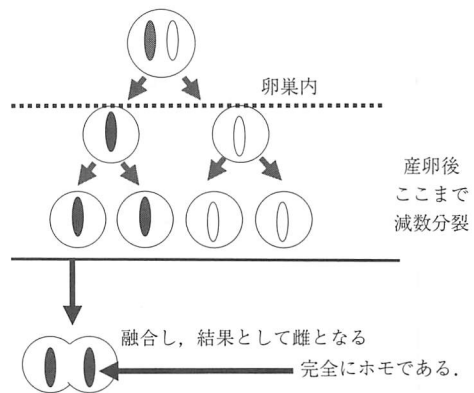 卵巣内
産卵後
ここまで
減数分裂
融合し，結果として雌となる
完全にホモである．